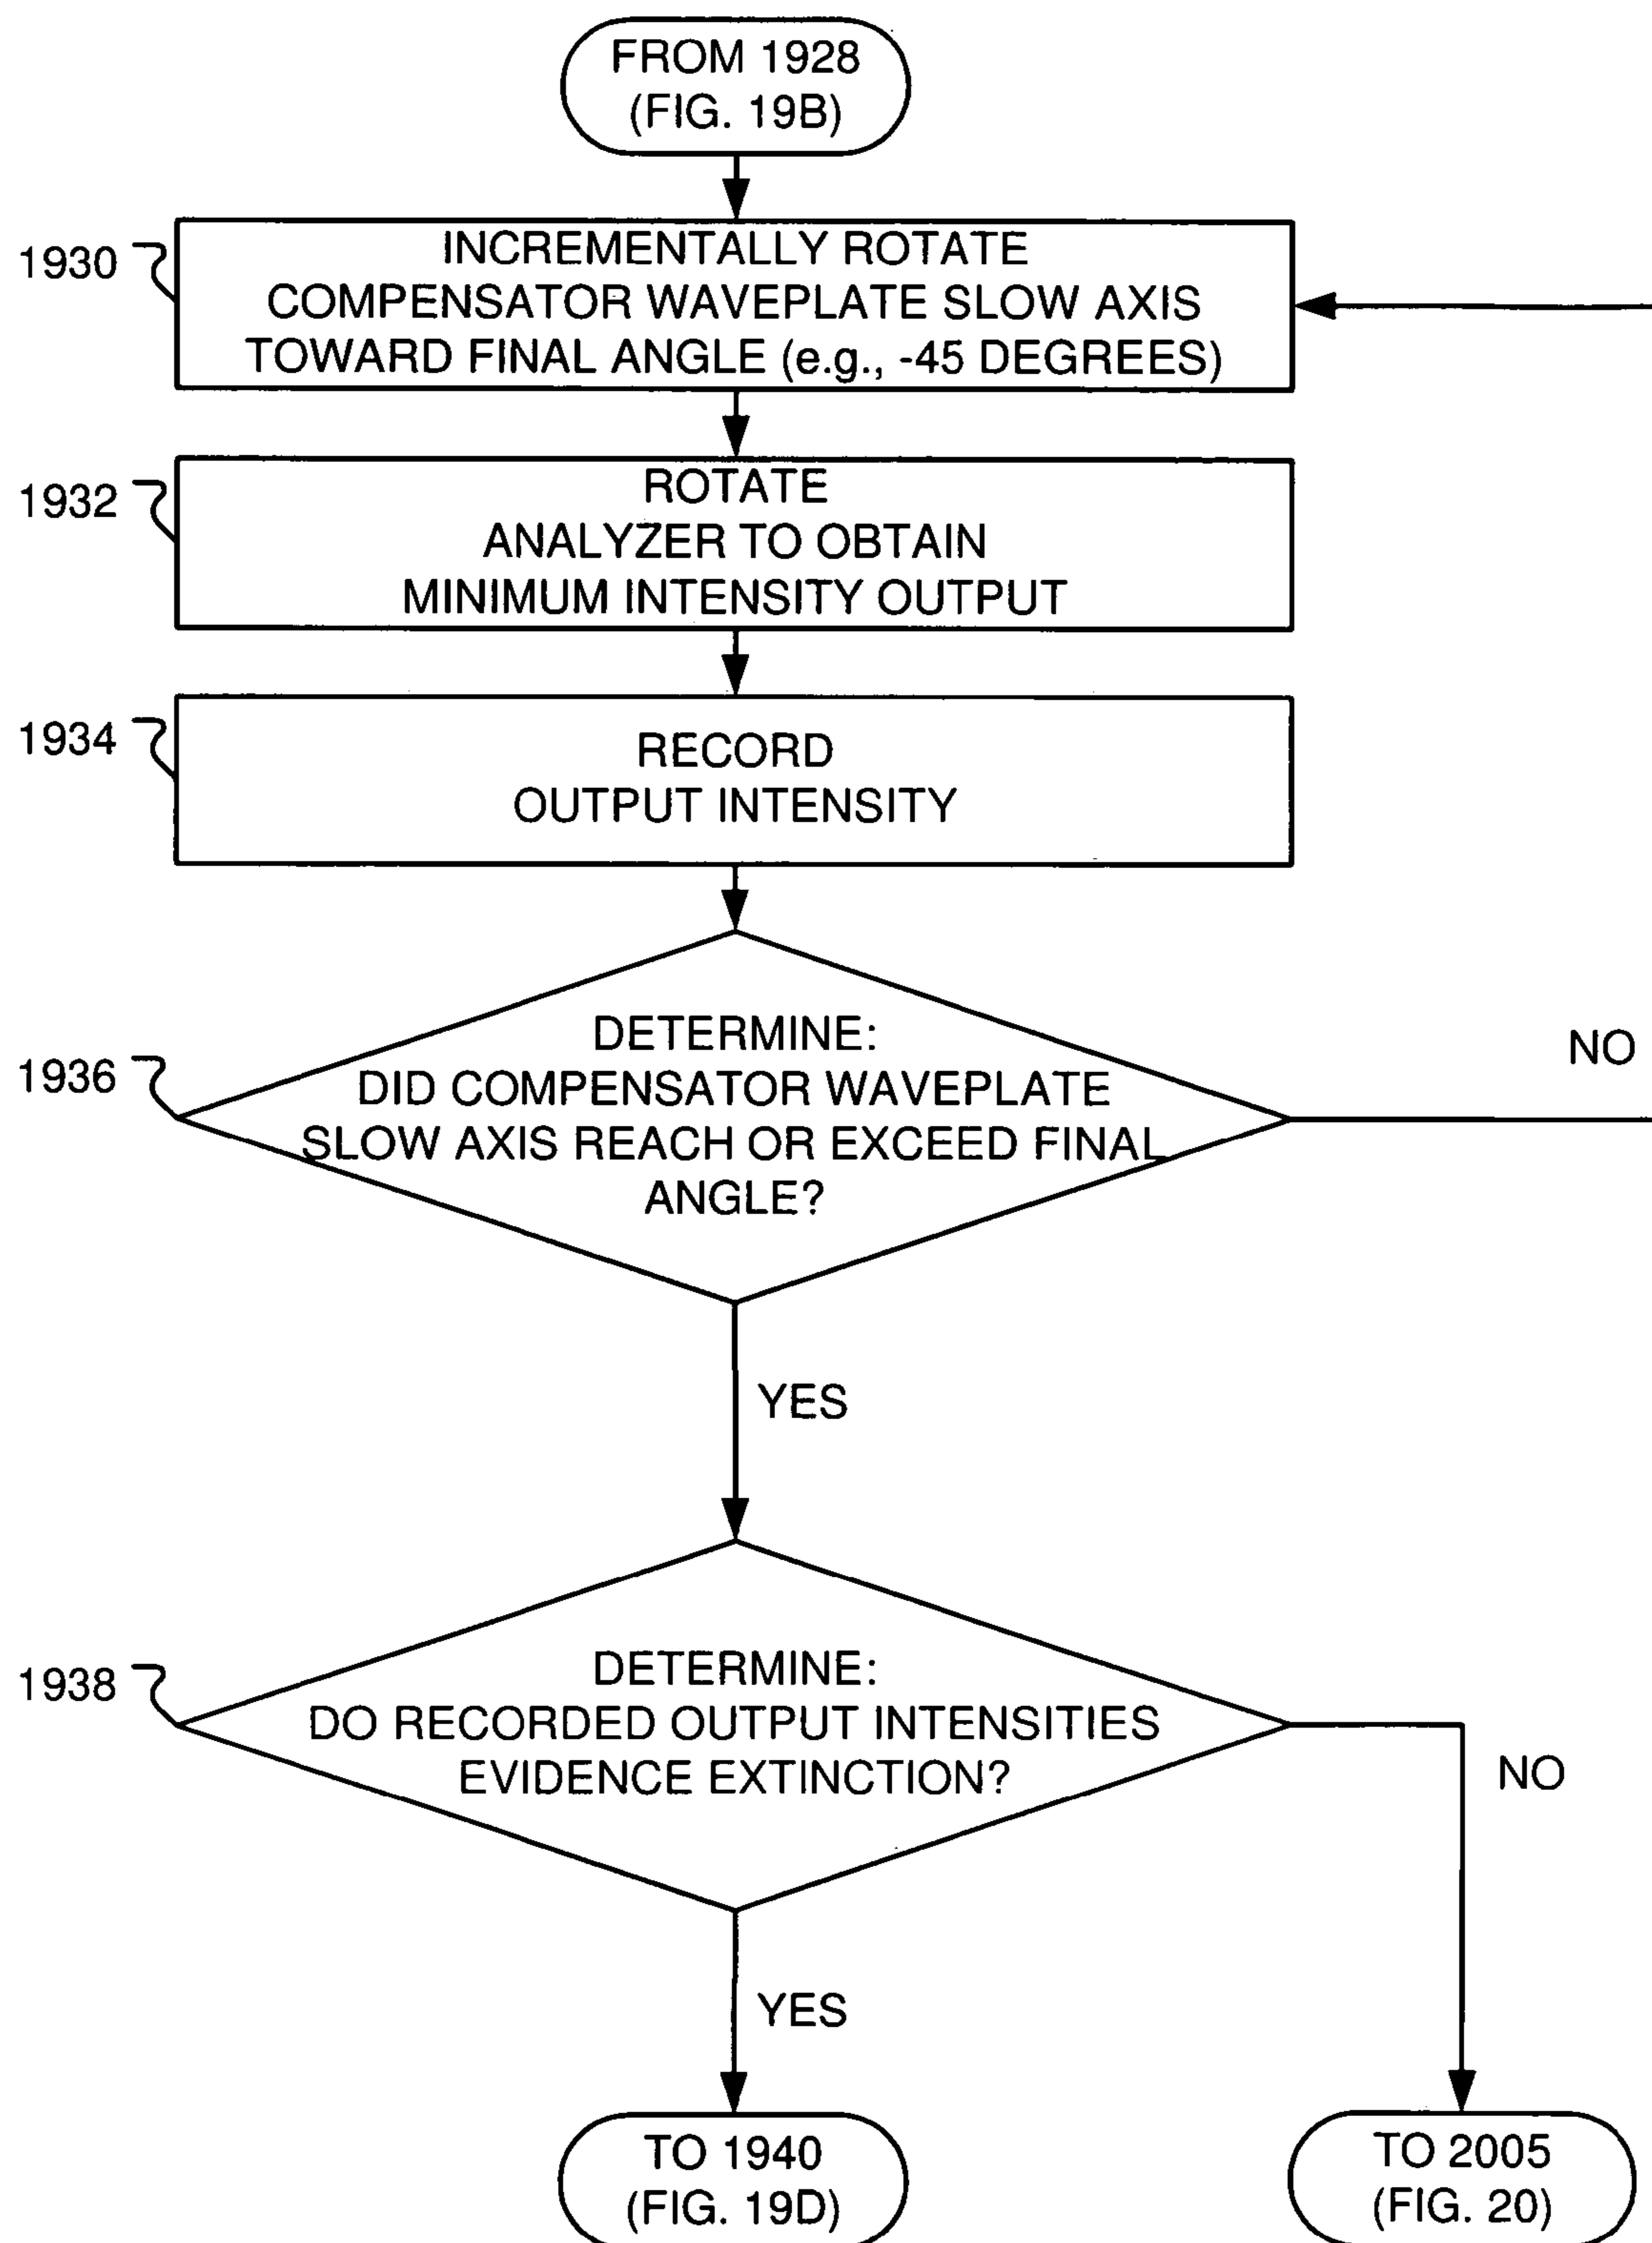 FROM 1928
(FIG. 19B)
1930
INCREMENTALLY ROTATE
COMPENSATOR WAVEPLATE SLOW AXIS
TOWARD FINAL ANGLE (e.g., -45 DEGREES)
1932
ROTATE
ANALYZER TO OBTAIN
MINIMUM INTENSITY OUTPUT
1934
RECORD
OUTPUT INTENSITY
1936
DETERMINE:
DID COMPENSATOR WAVEPLATE
SLOW AXIS REACH OR EXCEED FINAL
ANGLE?
NO
YES
1938
DETERMINE:
DO RECORDED OUTPUT INTENSITIES
EVIDENCE EXTINCTION?
NO
YES
TO 1940
(FIG. 19D)
TO 2005
(FIG. 20)